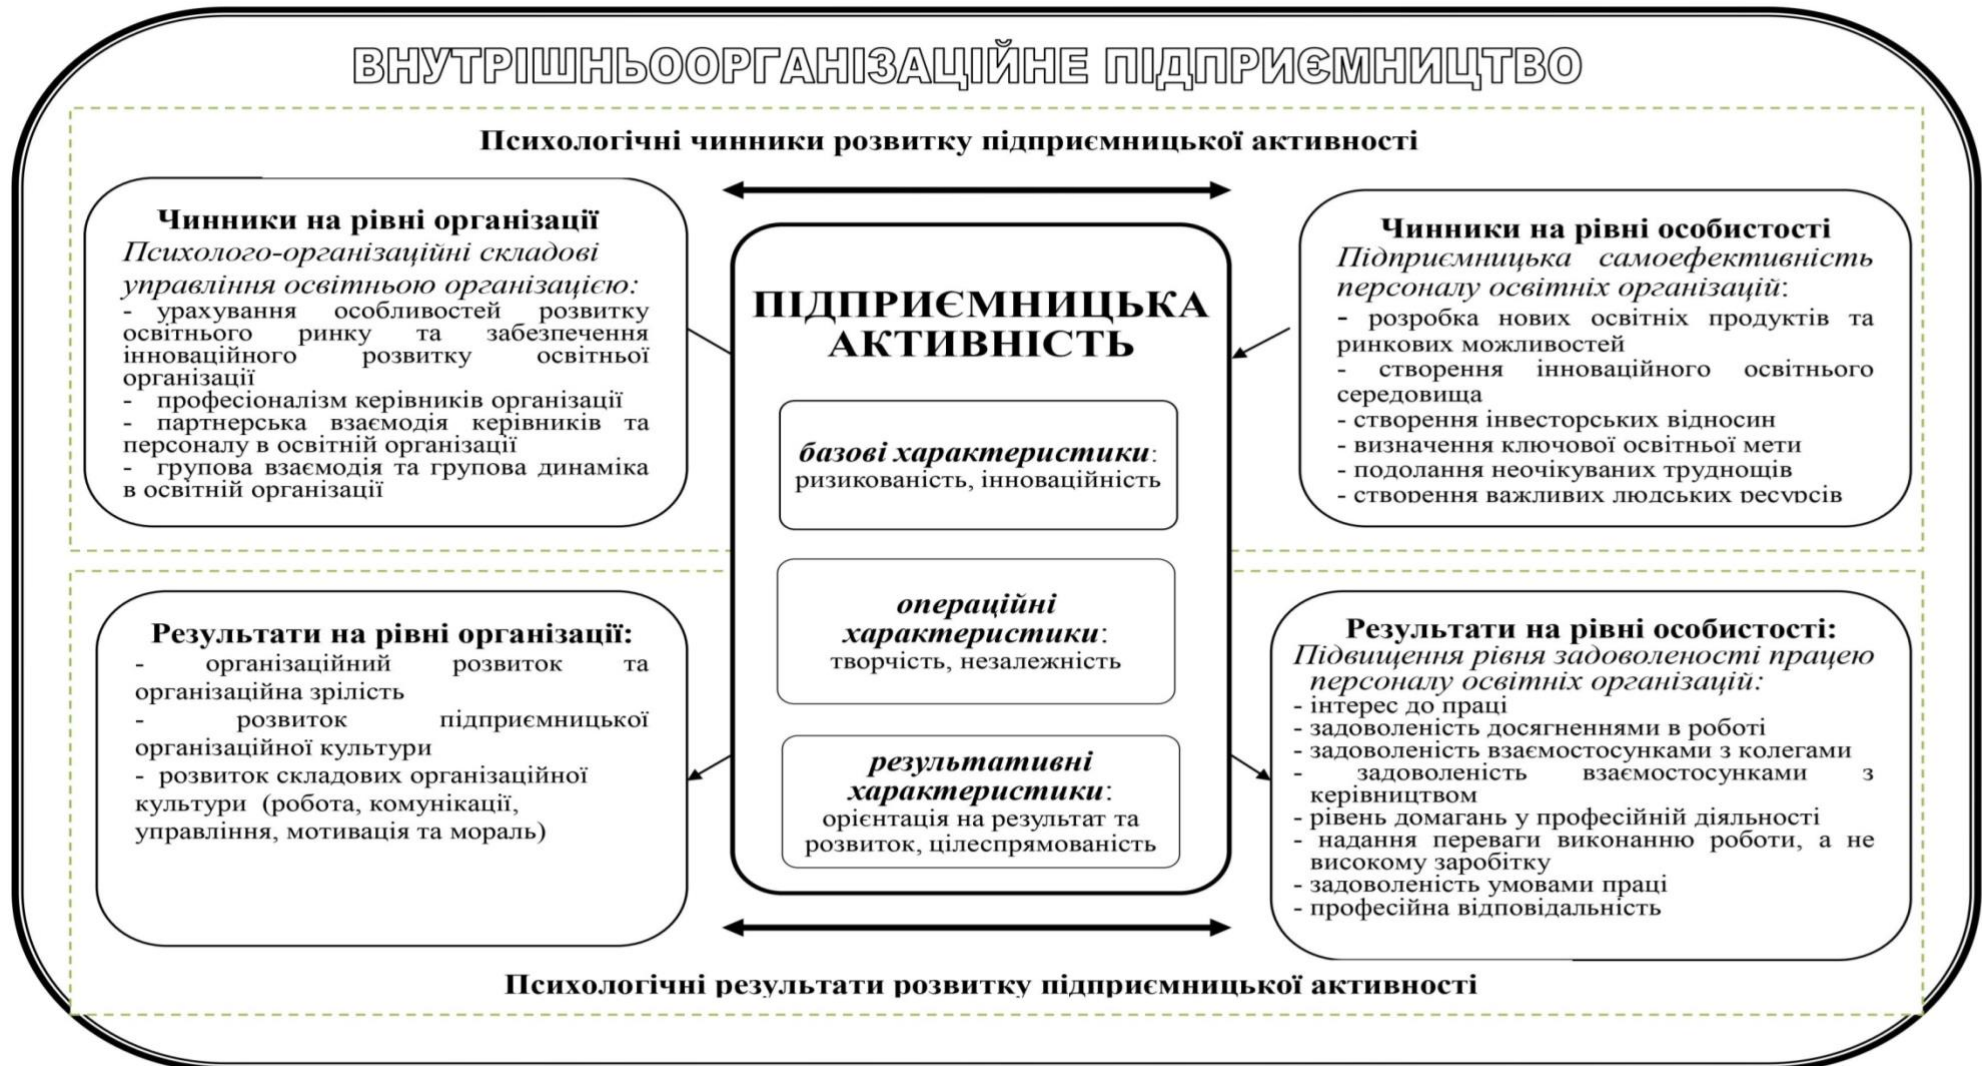 ВНУТРІШНЬООРГАНІЗАЦІЙНЕ ПІДПРИЄМНИЦТВО
Психологічні чинники розвитку підприємницької активності
Чинники на рівні організації
Психолого-організаційні складові
управління освітньою організацією:
- урахування особливостей розвитку
освітнього ринку та забезпечення
інноваційного розвитку освітньої
організації
- професіоналізм керівників організації
- партнерська взаємодія керівників та
персоналу в освітній організації
- групова взаємодія та групова динаміка
в освітній організації
ПІДПРИЄМНИЦЬКА
АКТИВНІСТЬ
базові характеристики:
ризикованість, інноваційність
операційні
характеристики:
творчість, незалежність
результативні
характеристики:
орієнтація на результат та
розвиток, цілеспрямованість
Чинники на рівні особистості
Підприємницька самоефективність
персоналу освітніх організацій:
- розробка нових освітніх продуктів та
ринкових можливостей
- створення інноваційного освітнього
середовища
- створення інвесторських відносин
- визначення ключової освітньої мети
- подолання неочікуваних труднощів
- створення важливих людських ресурсів
Результати на рівні організації:
- організаційний розвиток та
організаційна зрілість
- розвиток підприємницької
організаційної культури
- розвиток складових організаційної
культури (робота, комунікації,
управління, мотивація та мораль)
Результати на рівні особистості:
Підвищення рівня задоволеності працею
персоналу освітніх організацій:
- інтерес до праці
- задоволеність досягненнями в роботі
- задоволеність взаємостосунками з колегами
- задоволеність взаємостосунками з
керівництвом
- рівень домагань у професійній діяльності
- надання переваги виконанню роботи, а не
високому заробітку
- задоволеність умовами праці
- професійна відповідальність
Психологічні результати розвитку підприємницької активності